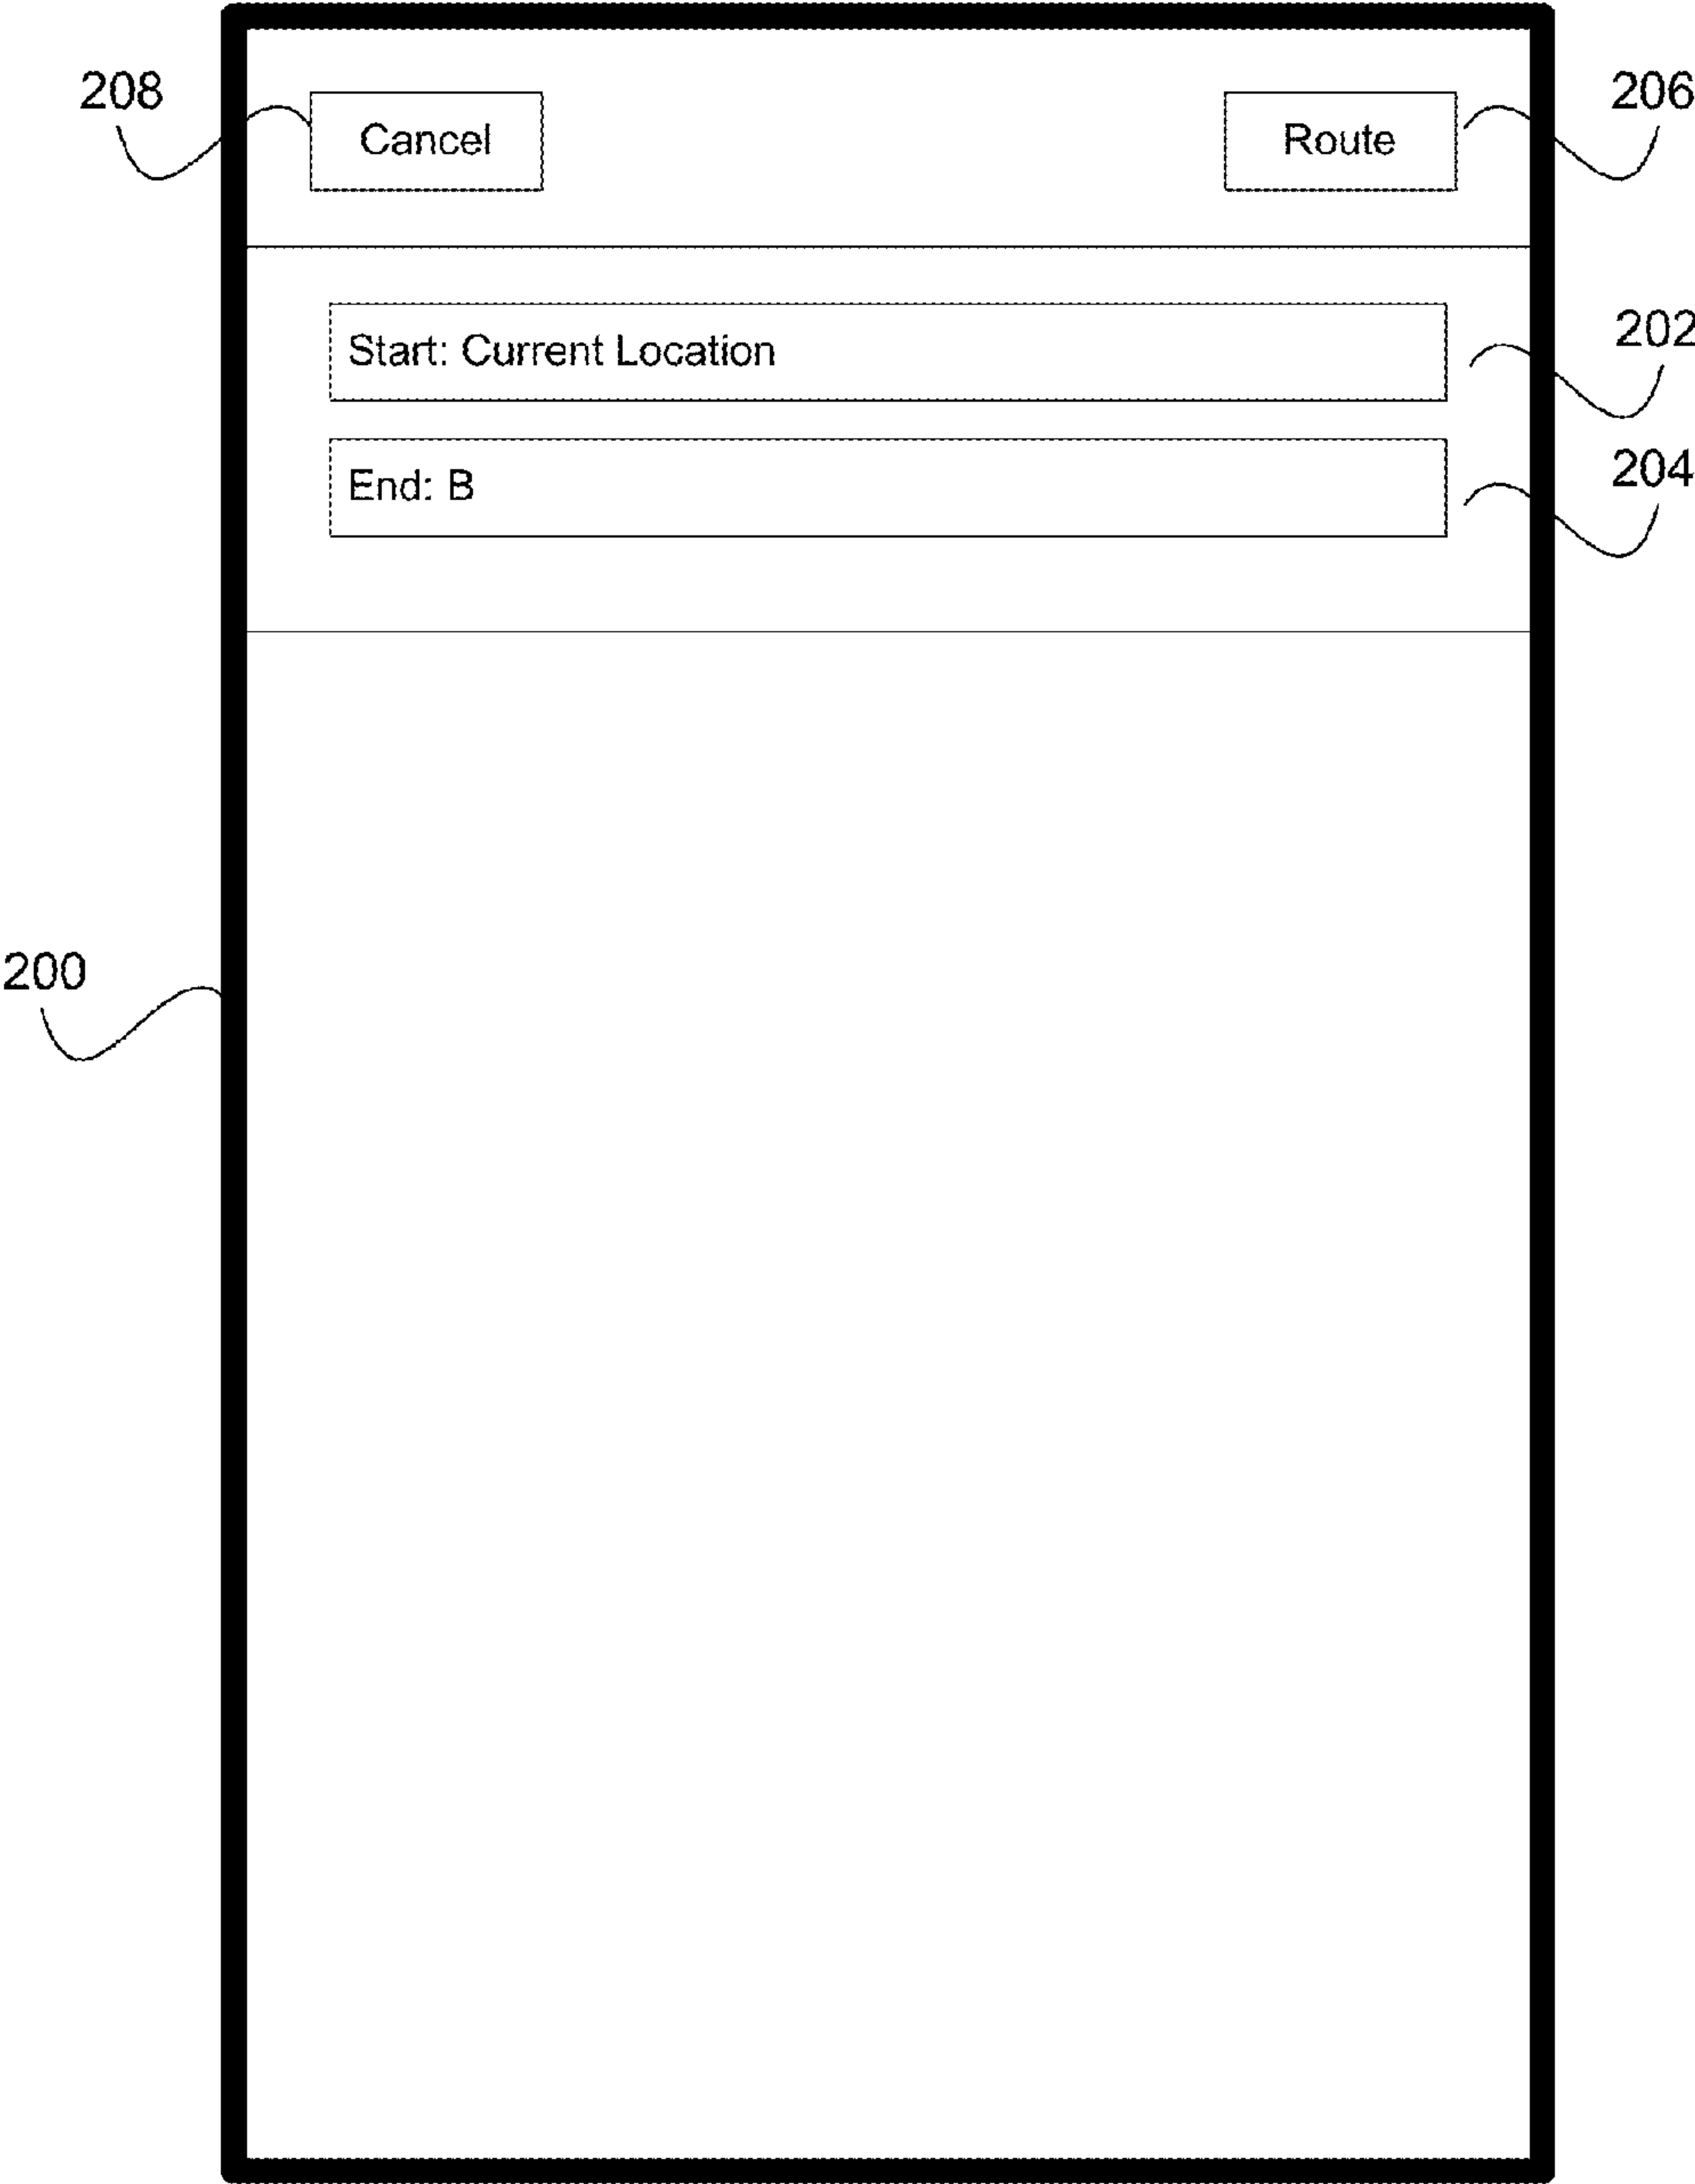 208
Cancel
Route
206
Start: Current Location
202
End: B
204
200